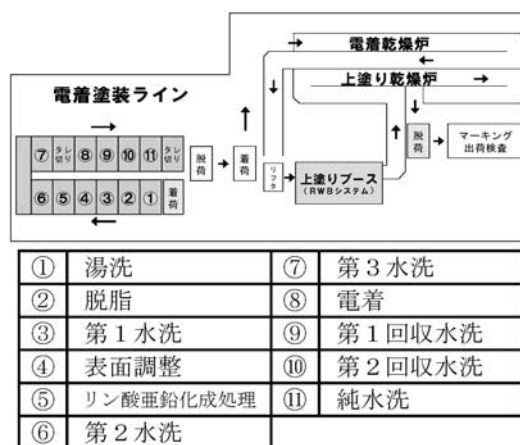 電着乾燥炉
上塗り乾燥炉
電着塗装ライン
⑦ タレ切り ⑧ ⑨ ⑩ ⑪ タレ切り
⑥ ⑤ ④ ③ ② ① 着荷
脱荷
着荷
リフタ
上塗りブース
(RWBシステム)
脱荷
マーキング
出荷検査
① 湯洗 ⑦ 第3水洗
② 脱脂 ⑧ 電着
③ 第1水洗 ⑨ 第1回収水洗
④ 表面調整 ⑩ 第2回収水洗
⑤ リン酸亜鉛化成処理 ⑪ 純水洗
⑥ 第2水洗